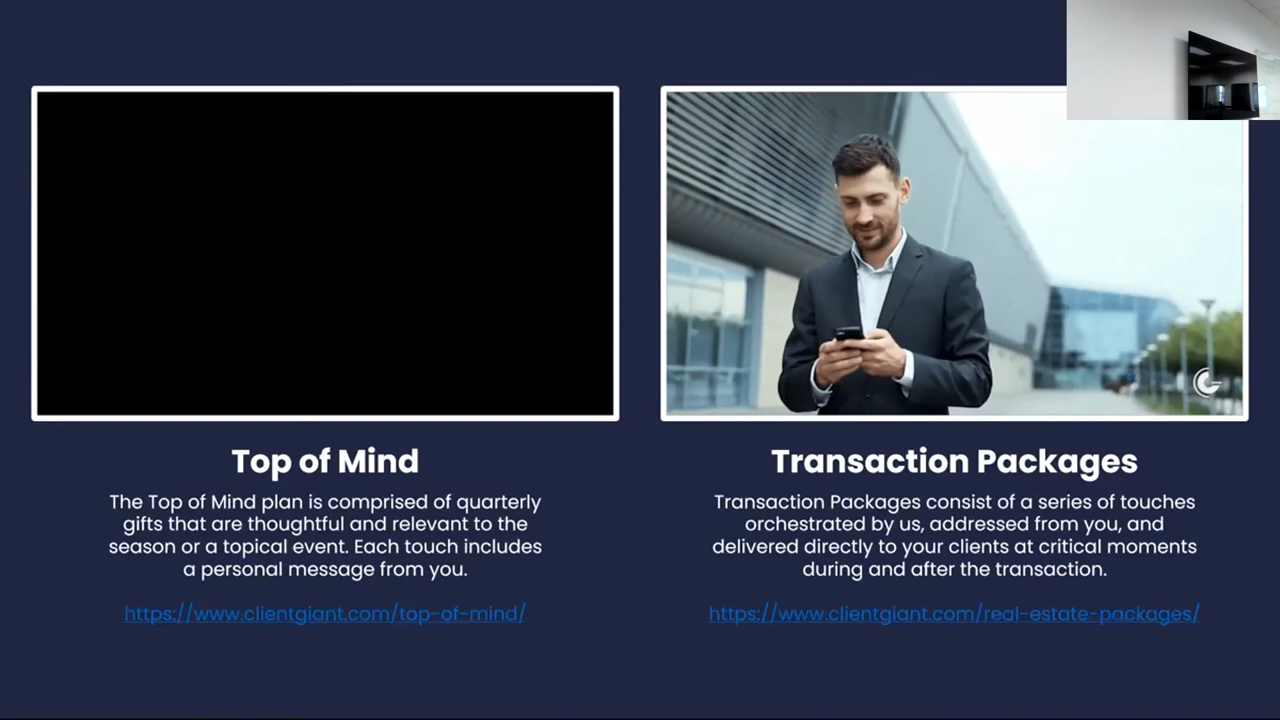 Top of Mind
The Top of Mind plan is comprised of quarterly
gifts that are thoughtful and relevant to the
season or a topical event. Each touch includes
a personal message from you.
https://www.clientgiant.com/top-of-mind/
Transaction Packages
Transaction Packages consist of a series of touches
orchestrated by us, addressed from you, and
delivered directly to your clients at critical moments
during and after the transaction.
https://www.clientgiant.com/real-estate-packages/